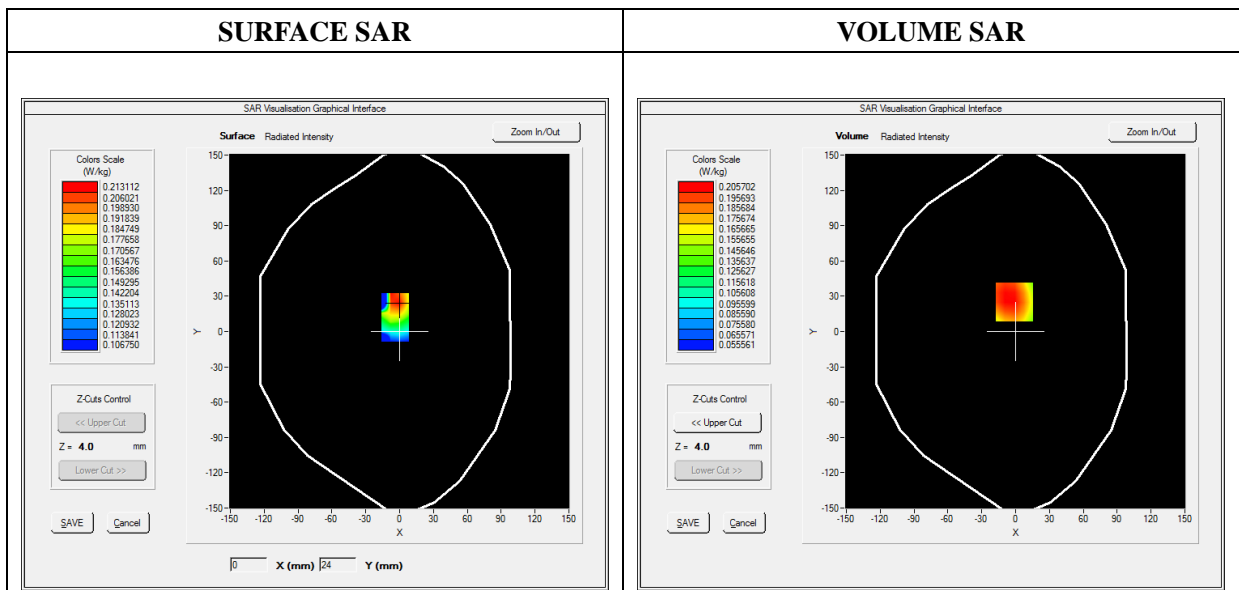 SURFACE SAR
VOLUME SAR
SAR Visualisation Graphical Interface
Surface Radiated Intensity
Zoom In/Out
Colors Scale
(W/kg)
0.213112
0.206021
0.198930
0.191839
0.184749
0.177658
0.170567
0.163476
0.156386
0.149295
0.142204
0.135113
0.128023
0.120932
0.113841
0.106750
Z-Cuts Control
<< Upper Cut
Z = 4.0 mm
Lower Cut >>
SAVE Cancel
150
120
90
60
30
0
-30
-60
-90
-120
-150
Y
-150 -120 -90 -60 -30 0 30 60 90 120 150
X
0 X (mm) 24 Y (mm)
SAR Visualisation Graphical Interface
Volume Radiated Intensity
Zoom In/Out
Colors Scale
(W/kg)
0.205702
0.195693
0.185684
0.175674
0.165665
0.155655
0.145646
0.135637
0.125627
0.115618
0.105608
0.095599
0.085590
0.075580
0.065571
0.055561
Z-Cuts Control
<< Upper Cut
Z = 4.0 mm
Lower Cut >>
SAVE Cancel
150
120
90
60
30
0
-30
-60
-90
-120
-150
Y
-150 -120 -90 -60 -30 0 30 60 90 120 150
X